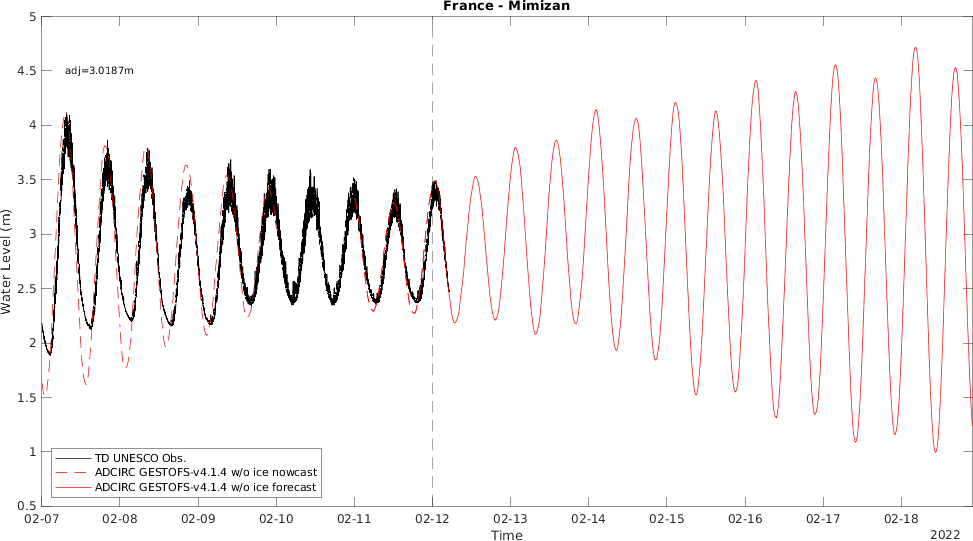 France - Mimizan
adj=3.0187m
5
4.5
4
3.5
3
2.5
2
1.5
1
0.5
Water Level (m)
TD UNESCO Obs.
ADCIRC GESTOFS-v4.1.4 w/o ice nowcast
ADCIRC GESTOFS-v4.1.4 w/o ice forecast
02-07 02-08 02-09 02-10 02-11 02-12 02-13 02-14 02-15 02-16 02-17 02-18
Time
2022